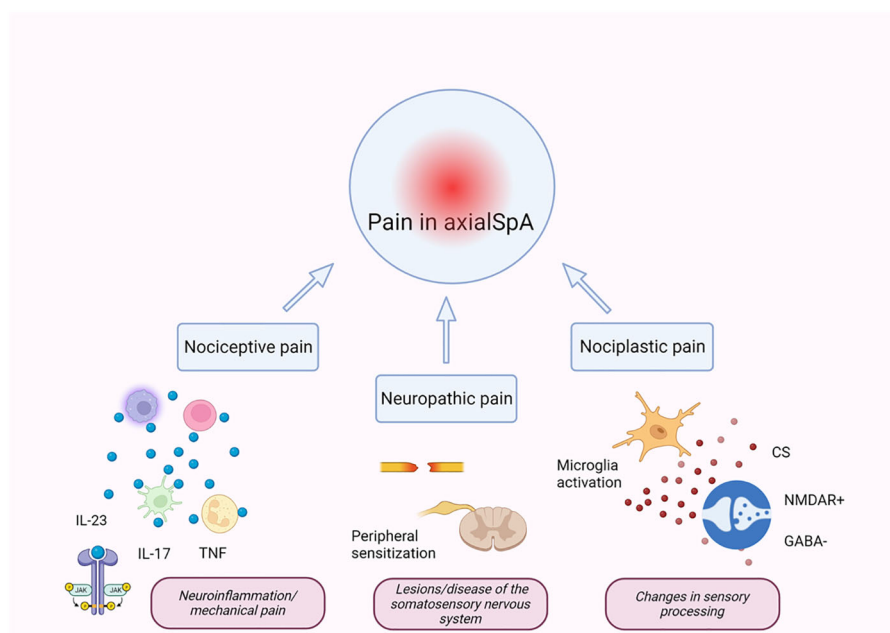 Pain in axialSpA
Nociceptive pain
Neuropathic pain
Nociplastic pain
IL-23
IL-17
TNF
JAK
JAK
P
P
P
P
Neuroinflammation/
mechanical pain
Peripheral
sensitization
Lesions/disease of the
somatosensory nervous
system
Microglia
activation
CS
NMDAR+
GABA-
Changes in sensory
processing